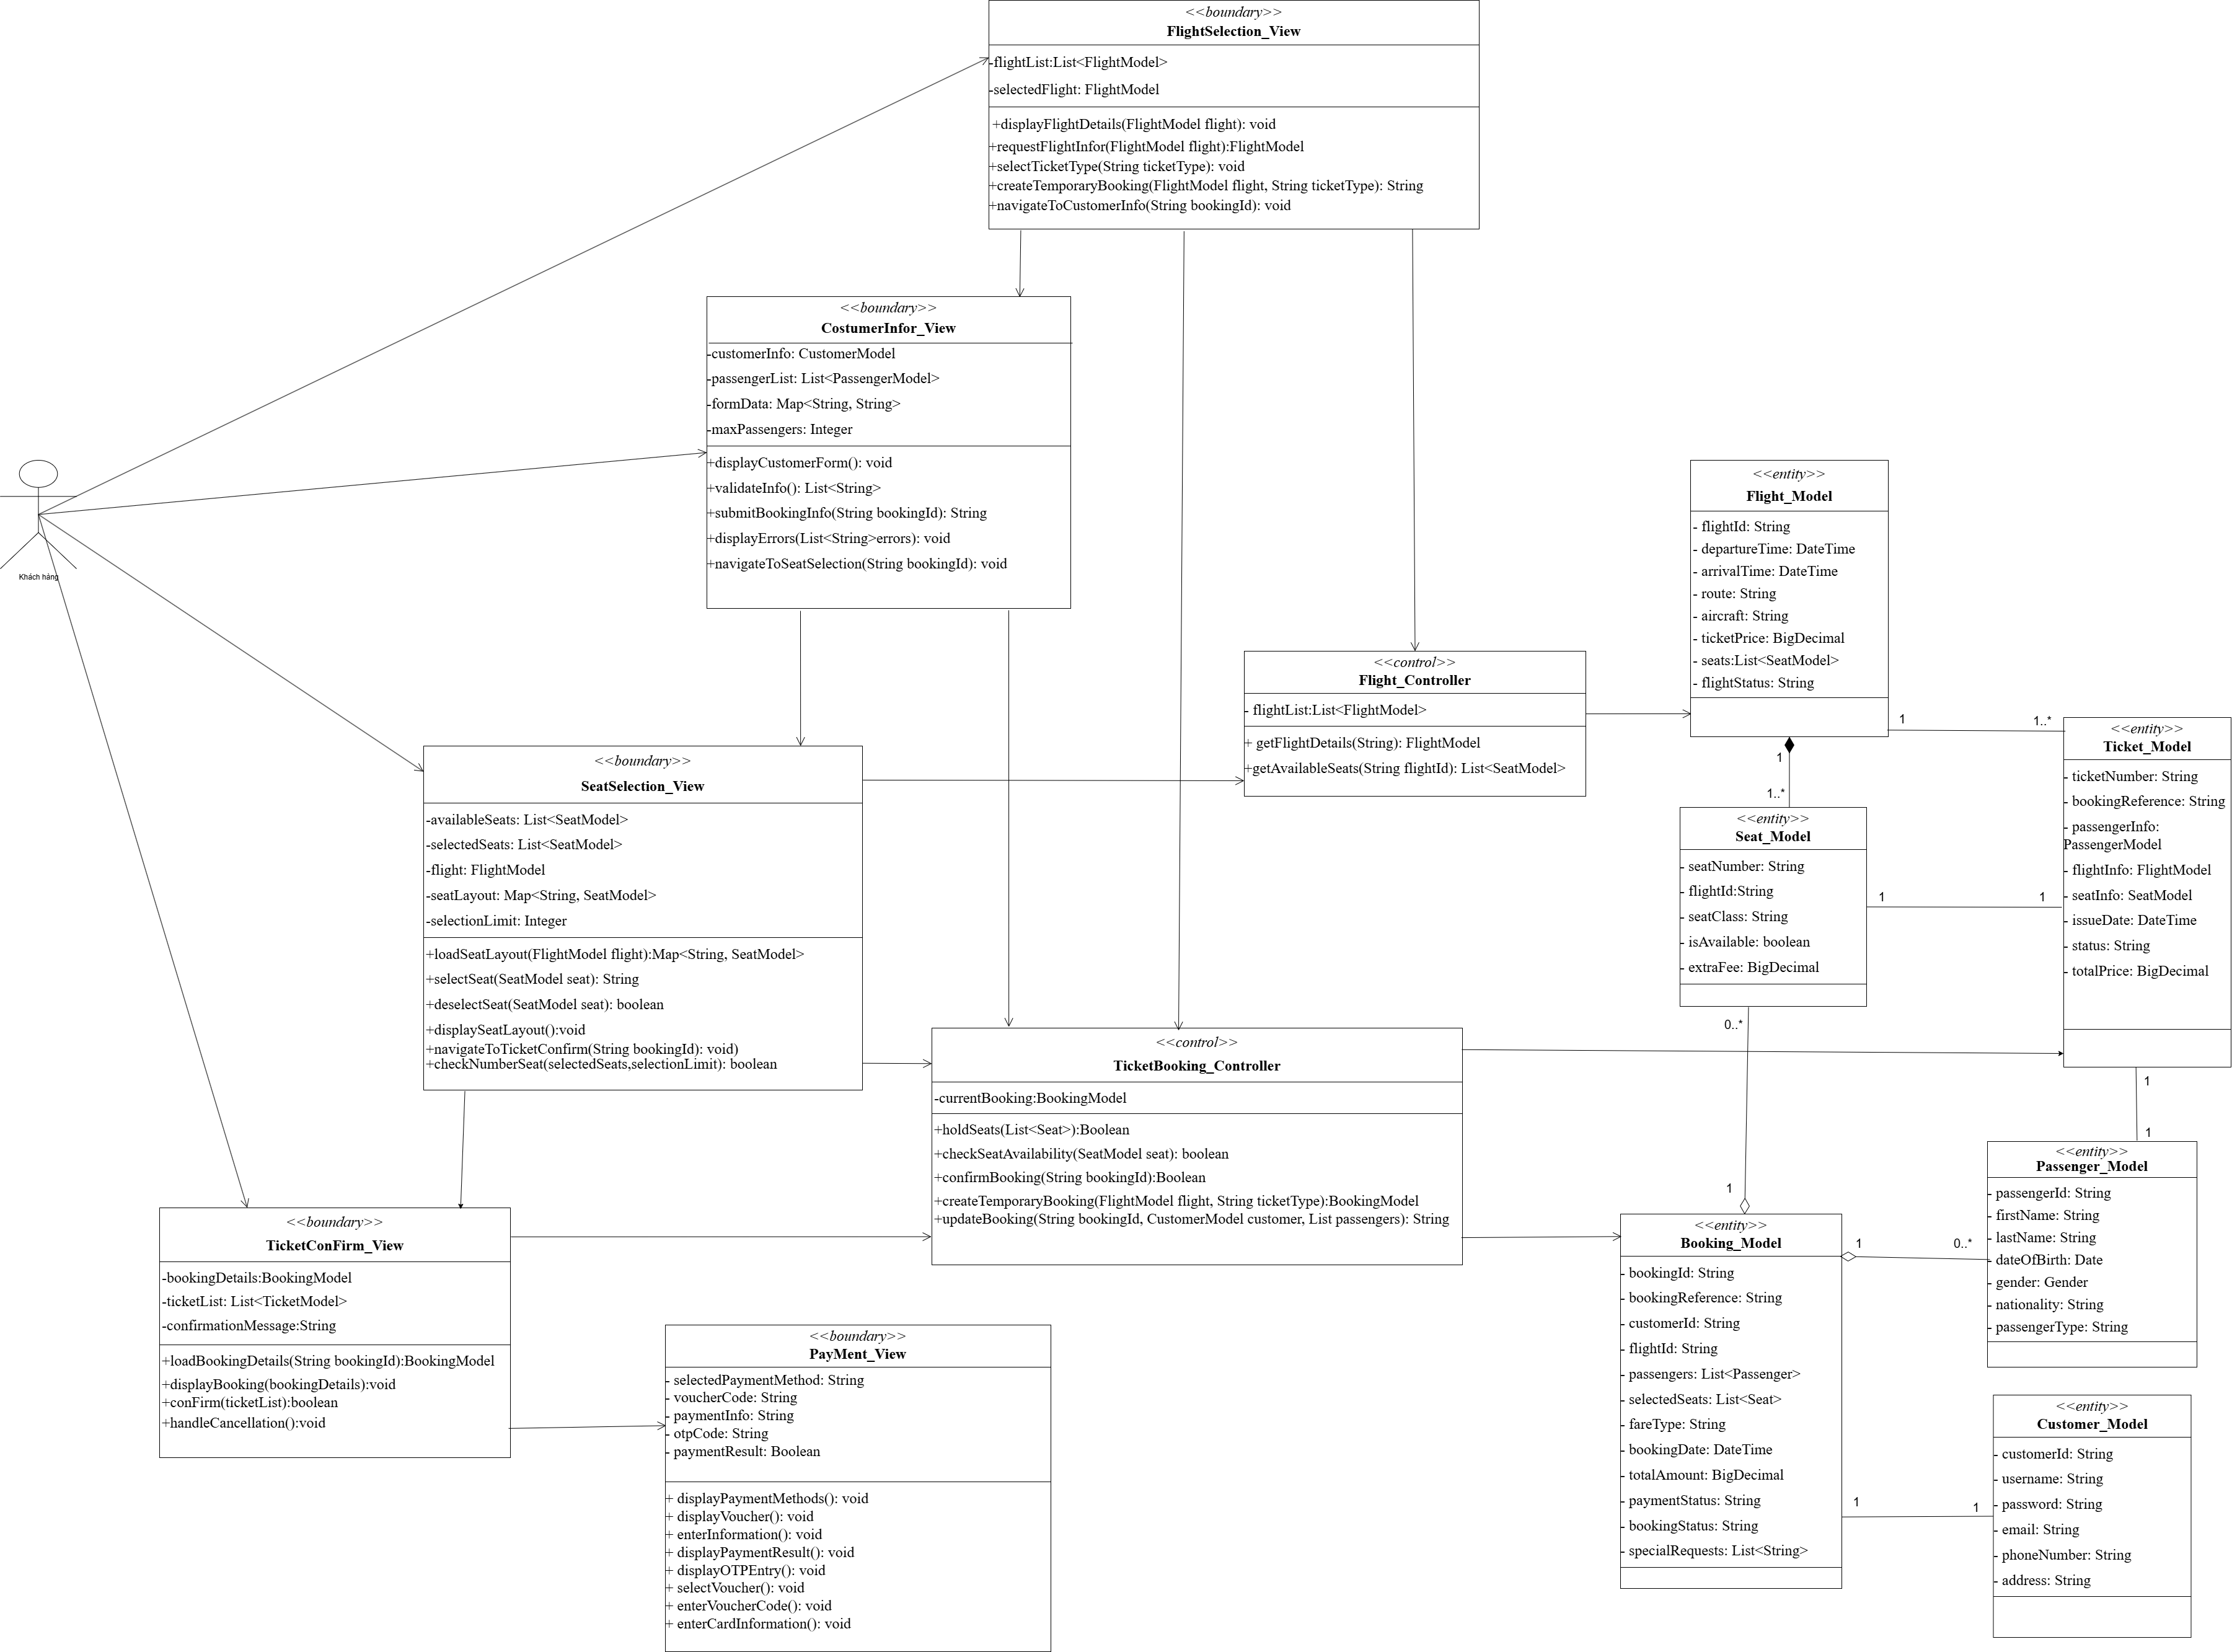 <<boundary>>
FlightSelection_View
-flightList:List<FlightModel>
-selectedFlight: FlightModel
+displayFlightDetails(FlightModel flight): void
+requestFlightInfor(FlightModel flight):FlightModel
+selectTicketType(String ticketType): void
+createTemporaryBooking(FlightModel flight, String ticketType): String
+navigateToCustomerInfo(String bookingId): void
<<boundary>>
CostumerInfor_View
-customerInfo: CustomerModel
-passengerList: List<PassengerModel>
-formData: Map<String, String>
-maxPassengers: Integer
+displayCustomerForm(): void
+validateInfo(): List<String>
+submitBookingInfo(String bookingId): String
+displayErrors(List<String>errors): void
+navigateToSeatSelection(String bookingId): void
Khách hàng
<<entity>>
Flight_Model
- flightId: String
- departureTime: DateTime
- arrivalTime: DateTime
- route: String
- aircraft: String
- ticketPrice: BigDecimal
- seats:List<SeatModel>
- flightStatus: String
<<control>>
Flight_Controller
- flightList:List<FlightModel>
+ getFlightDetails(String): FlightModel
+getAvailableSeats(String flightId): List<SeatModel>
1
1..*
1
1..*
<<entity>>
Ticket_Model
- ticketNumber: String
- bookingReference: String
- passengerInfo:
PassengerModel
- flightInfo: FlightModel
- seatInfo: SeatModel
- issueDate: DateTime
- status: String
- totalPrice: BigDecimal
<<entity>>
Seat_Model
- seatNumber: String
- flightId:String
- seatClass: String
- isAvailable: boolean
- extraFee: BigDecimal
1
1
<<boundary>>
SeatSelection_View
-availableSeats: List<SeatModel>
-selectedSeats: List<SeatModel>
-flight: FlightModel
-seatLayout: Map<String, SeatModel>
-selectionLimit: Integer
+loadSeatLayout(FlightModel flight):Map<String, SeatModel>
+selectSeat(SeatModel seat): String
+deselectSeat(SeatModel seat): boolean
+displaySeatLayout():void
+navigateToTicketConfirm(String bookingId): void)
+checkNumberSeat(selectedSeats,selectionLimit): boolean
<<control>>
TicketBooking_Controller
-currentBooking:BookingModel
+holdSeats(List<Seat>):Boolean
+checkSeatAvailability(SeatModel seat): boolean
+confirmBooking(String bookingId):Boolean
+createTemporaryBooking(FlightModel flight, String ticketType):BookingModel
+updateBooking(String bookingId, CustomerModel customer, List passengers): String
0..*
1
1
1
<<entity>>
Passenger_Model
- passengerId: String
- firstName: String
- lastName: String
- dateOfBirth: Date
- gender: Gender
- nationality: String
- passengerType: String
<<boundary>>
TicketConFirm_View
-bookingDetails:BookingModel
-ticketList: List<TicketModel>
-confirmationMessage:String
+loadBookingDetails(String bookingId):BookingModel
+displayBooking(bookingDetails):void
+conFirm(ticketList):boolean
+handleCancellation():void
<<entity>>
Booking_Model
- bookingId: String
- bookingReference: String
- customerId: String
- flightId: String
- passengers: List<Passenger>
- selectedSeats: List<Seat>
- fareType: String
- bookingDate: DateTime
- totalAmount: BigDecimal
- paymentStatus: String
- bookingStatus: String
- specialRequests: List<String>
1
0..*
<<boundary>>
PayMent_View
- selectedPaymentMethod: String
- voucherCode: String
- paymentInfo: String
- otpCode: String
- paymentResult: Boolean
+ displayPaymentMethods(): void
+ displayVoucher(): void
+ enterInformation(): void
+ displayPaymentResult(): void
+ displayOTPEntry(): void
+ selectVoucher(): void
+ enterVoucherCode(): void
+ enterCardInformation(): void
<<entity>>
Customer_Model
- customerId: String
- username: String
- password: String
- email: String
- phoneNumber: String
- address: String
1
1